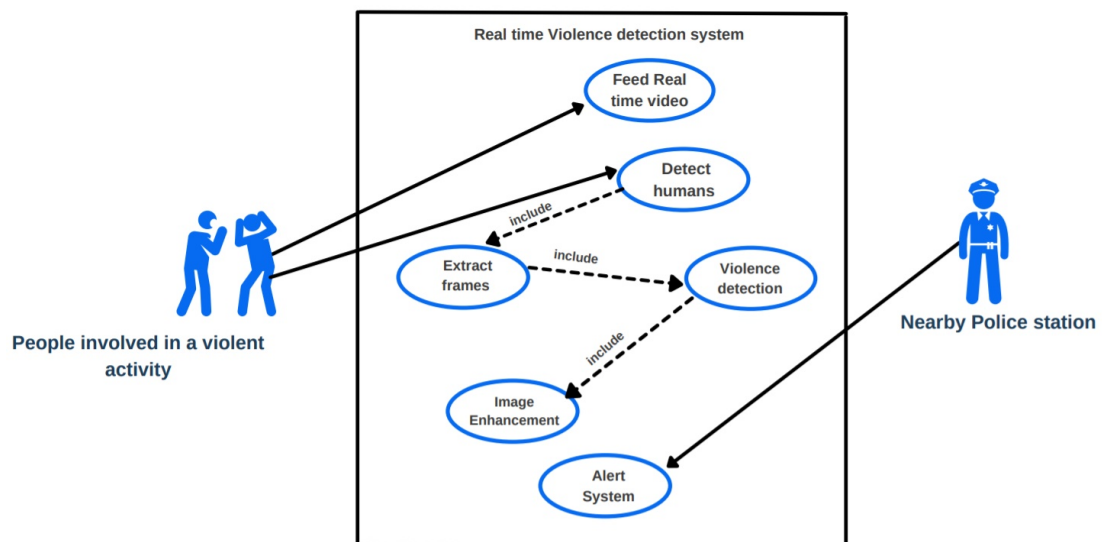 Real time Violence detection system
Feed Real
time video
Detect
humans
include
Extract
frames
include
Violence
detection
include
Image
Enhancement
Alert
System
People involved in a violent
activity
Nearby Police station